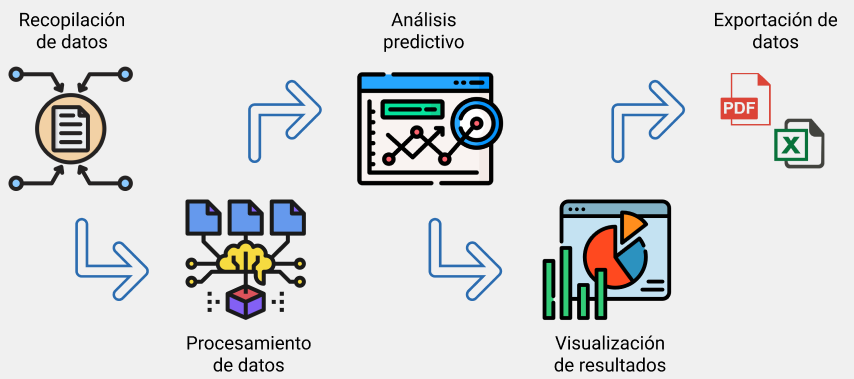 Recopilación
de datos
Análisis
predictivo
Exportación de
datos
PDF
X
Procesamiento
de datos
Visualización
de resultados